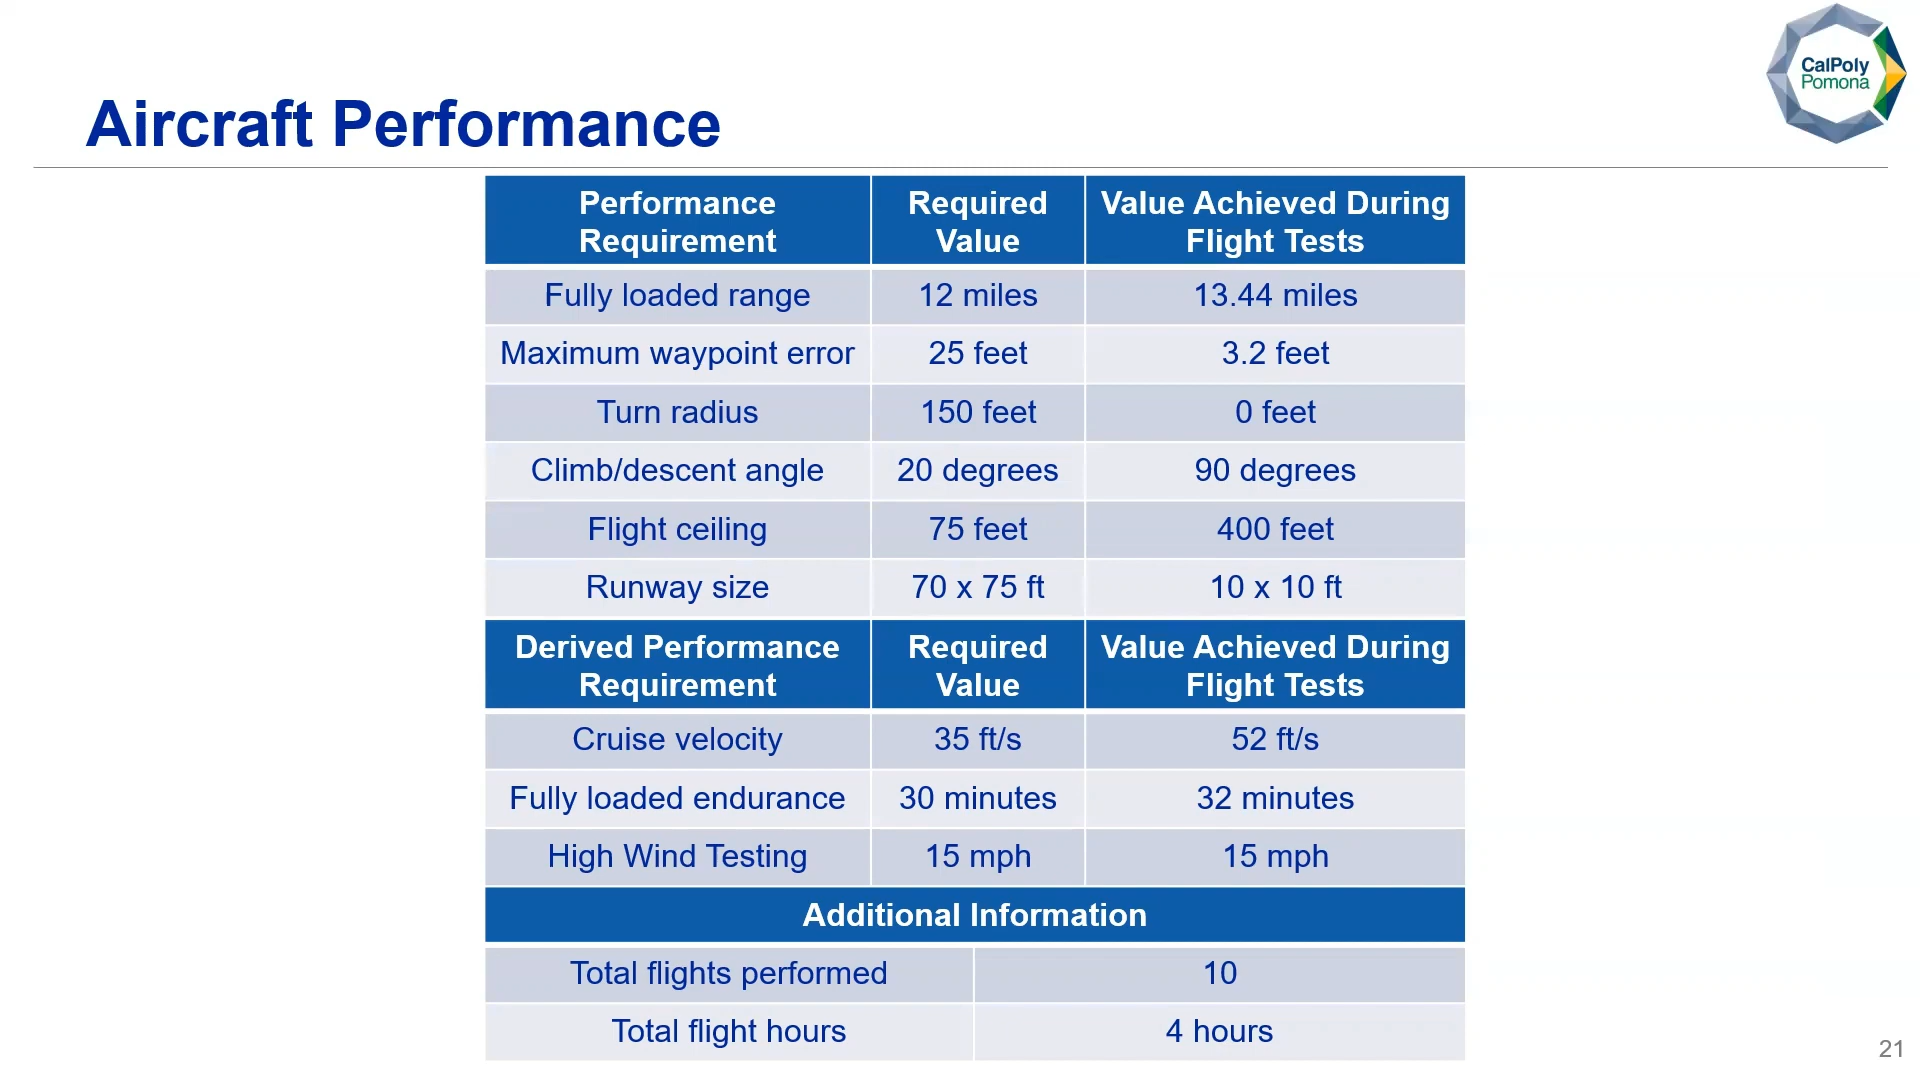 CalPoly
Pomona
Aircraft Performance
Performance Requirement | Required Value | Value Achieved During Flight Tests
Fully loaded range | 12 miles | 13.44 miles
Maximum waypoint error | 25 feet | 3.2 feet
Turn radius | 150 feet | 0 feet
Climb/descent angle | 20 degrees | 90 degrees
Flight ceiling | 75 feet | 400 feet
Runway size | 70 x 75 ft | 10 x 10 ft
Derived Performance Requirement | Required Value | Value Achieved During Flight Tests
Cruise velocity | 35 ft/s | 52 ft/s
Fully loaded endurance | 30 minutes | 32 minutes
High Wind Testing | 15 mph | 15 mph
Additional Information
Total flights performed | 10
Total flight hours | 4 hours
21